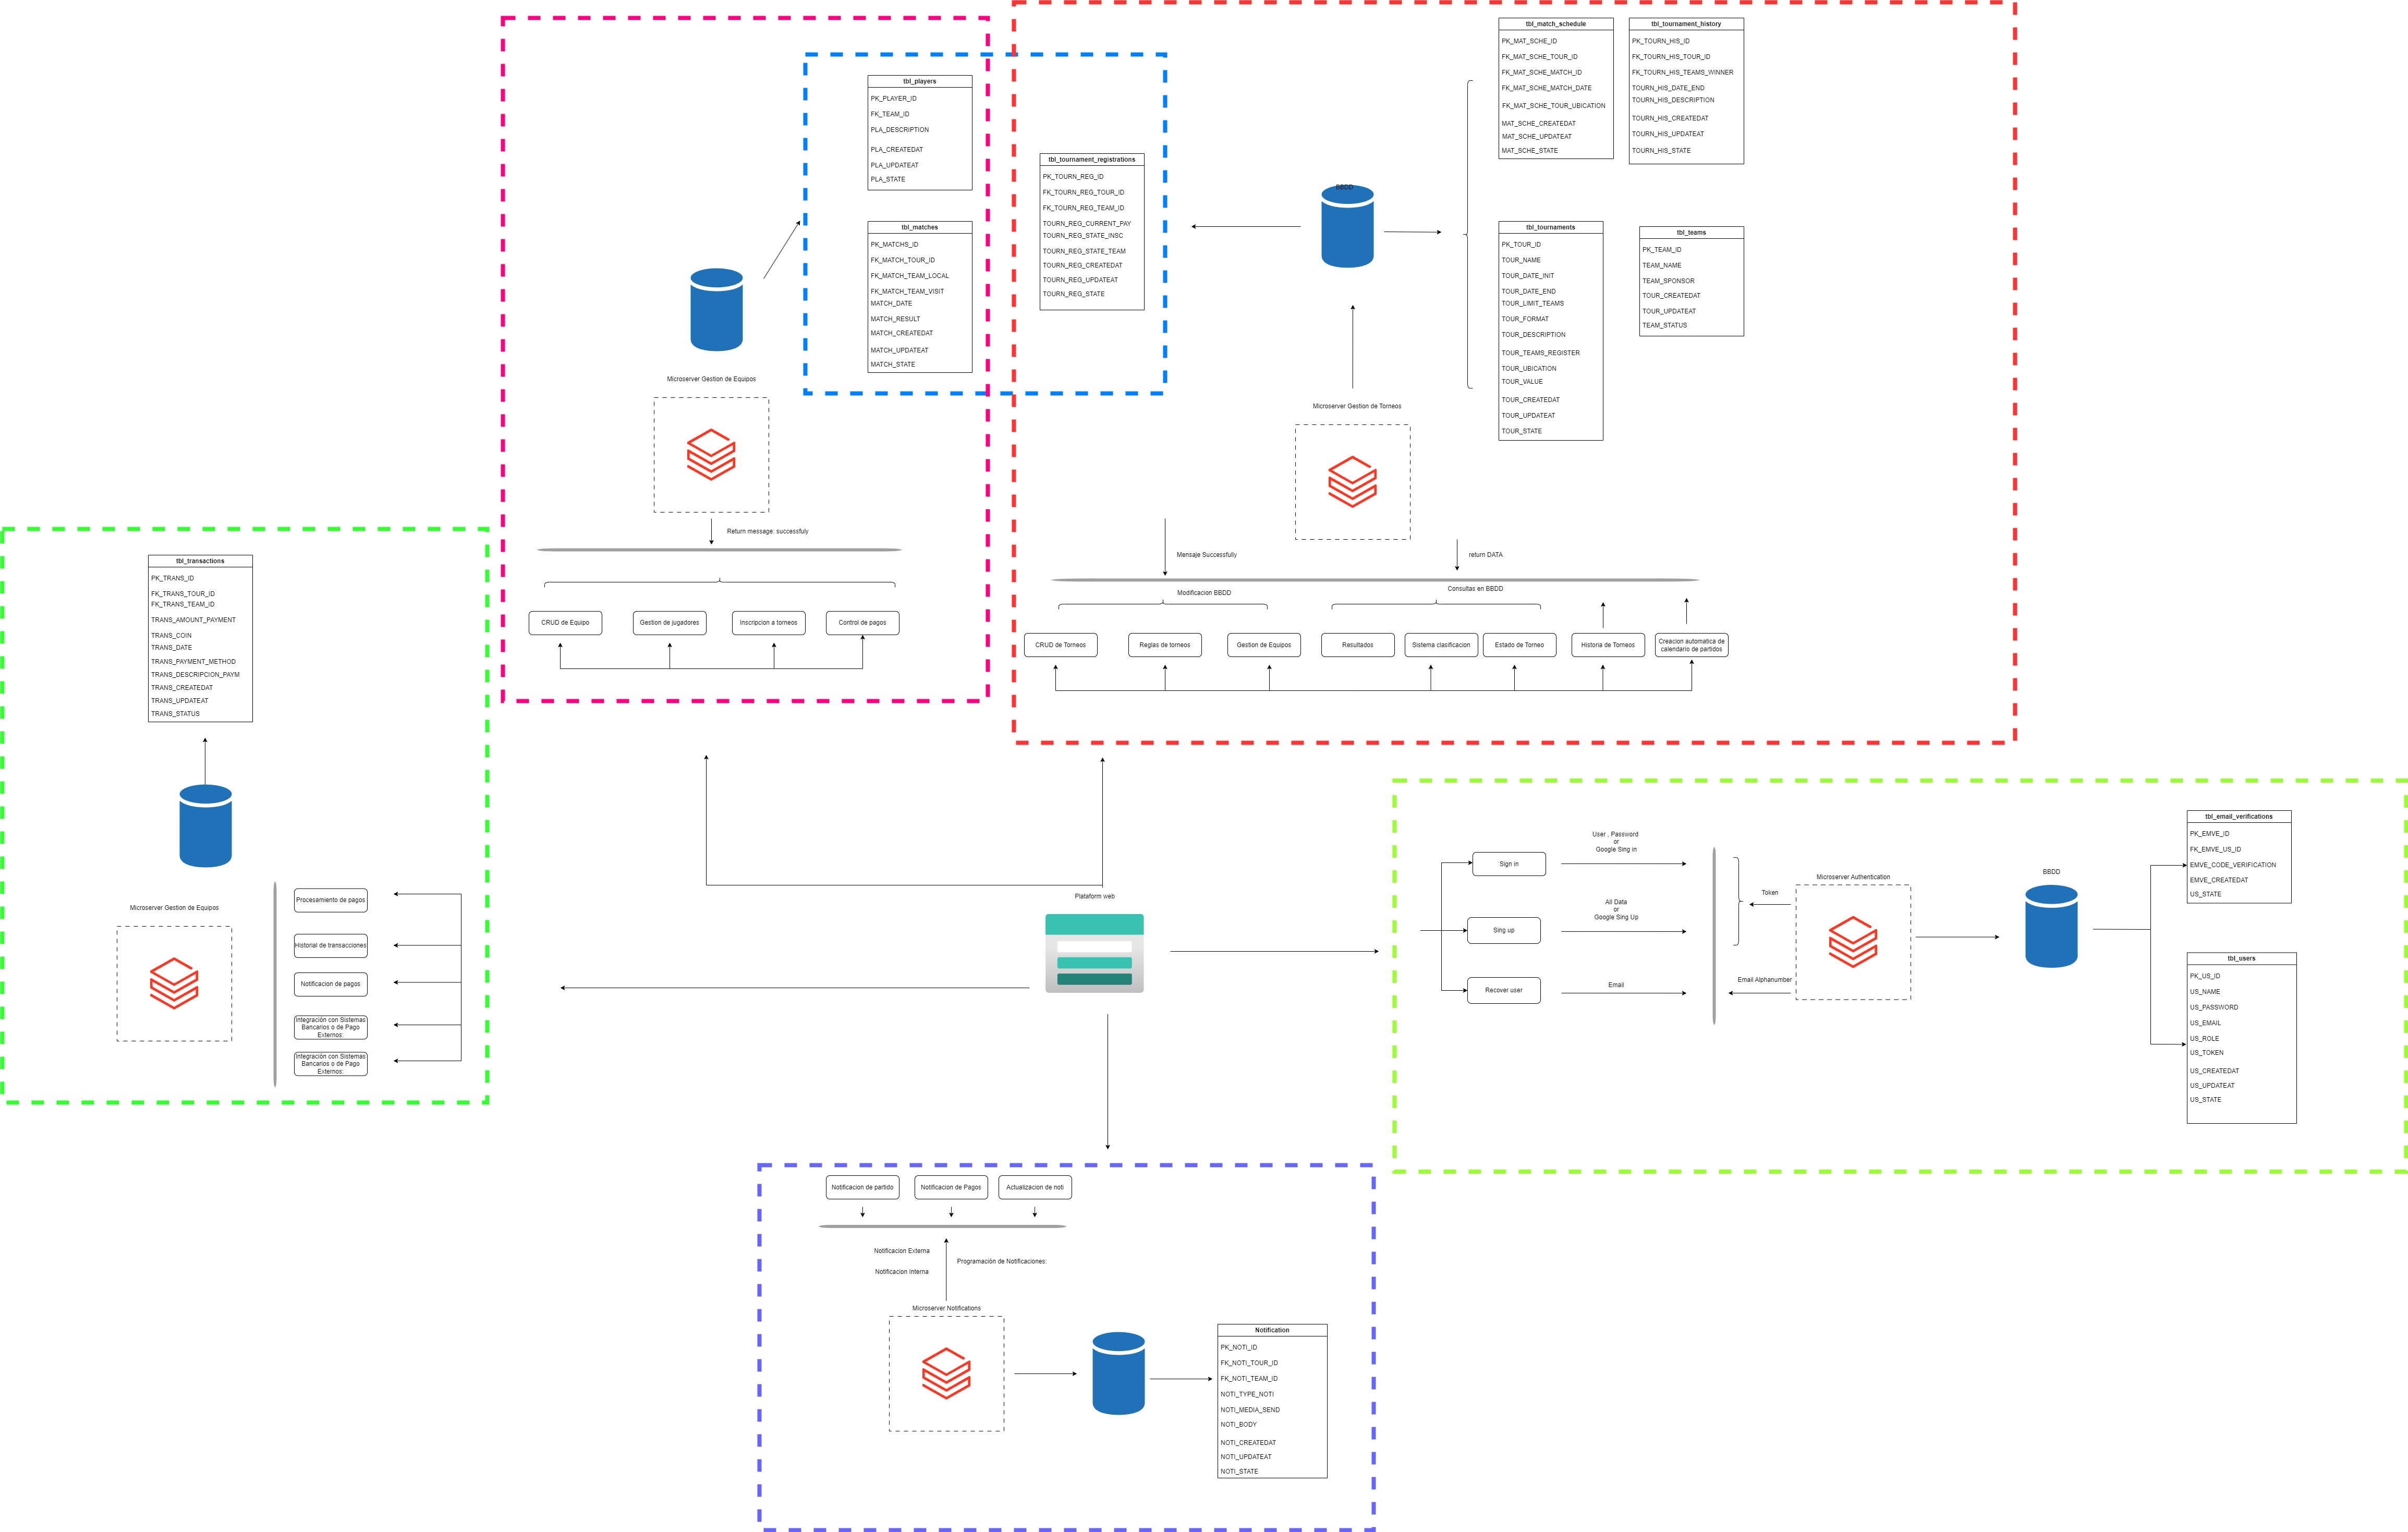 tbl_players
PK_PLAYER_ID
FK_TEAM_ID
PLA_DESCRIPTION
PLA_CREATEDAT
PLA_UPDATEAT
PLA_STATE
tbl_matches
PK_MATCHS_ID
FK_MATCH_TOUR_ID
FK_MATCH_TEAM_LOCAL
FK_MATCH_TEAM_VISIT
MATCH_DATE
MATCH_RESULT
MATCH_CREATEDAT
MATCH_UPDATEAT
MATCH_STATE
Microserver Gestion de Equipos
Return message: successfuly
CRUD de Equipo
Gestion de jugadores
Inscripcion a torneos
Control de pagos
tbl_tournament_registrations
PK_TOURN_REG_ID
FK_TOURN_REG_TOUR_ID
FK_TOURN_REG_TEAM_ID
TOURN_REG_CURRENT_PAY
TOURN_REG_STATE_INSC
TOURN_REG_STATE_TEAM
TOURN_REG_CREATEDAT
TOURN_REG_UPDATEAT
TOURN_REG_STATE
BBDD
tbl_match_schedule
PK_MAT_SCHE_ID
FK_MAT_SCHE_TOUR_ID
FK_MAT_SCHE_MATCH_ID
FK_MAT_SCHE_MATCH_DATE
FK_MAT_SCHE_TOUR_UBICATION
MAT_SCHE_CREATEDAT
MAT_SCHE_UPDATEAT
MAT_SCHE_STATE
tbl_tournament_history
PK_TOURN_HIS_ID
FK_TOURN_HIS_TOUR_ID
FK_TOURN_HIS_TEAMS_WINNER
TOURN_HIS_DATE_END
TOURN_HIS_DESCRIPTION
TOURN_HIS_CREATEDAT
TOURN_HIS_UPDATEAT
TOURN_HIS_STATE
tbl_tournaments
PK_TOUR_ID
TOUR_NAME
TOUR_DATE_INIT
TOUR_DATE_END
TOUR_LIMIT_TEAMS
TOUR_FORMAT
TOUR_DESCRIPTION
TOUR_TEAMS_REGISTER
TOUR_UBICATION
TOUR_VALUE
TOUR_CREATEDAT
TOUR_UPDATEAT
TOUR_STATE
tbl_teams
PK_TEAM_ID
TEAM_NAME
TEAM_SPONSOR
TOUR_CREATEDAT
TOUR_UPDATEAT
TEAM_STATUS
Microserver Gestion de Torneos
Mensaje Successfully
return DATA
Modificacion BBDD
Consultas en BBDD
CRUD de Torneos
Reglas de torneos
Gestion de Equipos
Resultados
Sistema clasificacion
Estado de Torneo
Historia de Torneos
Creacion automatica de
calendario de partidos
tbl_transactions
PK_TRANS_ID
FK_TRANS_TOUR_ID
FK_TRANS_TEAM_ID
TRANS_AMOUNT_PAYMENT
TRANS_COIN
TRANS_DATE
TRANS_PAYMENT_METHOD
TRANS_DESCRIPCION_PAYM
TRANS_CREATEDAT
TRANS_UPDATEAT
TRANS_STATUS
Microserver Gestion de Equipos
Procesamiento de pagos
Historial de transacciones
Notificacion de pagos
Integración con Sistemas
Bancarios o de Pago
Externos:
Integración con Sistemas
Bancarios o de Pago
Externos:
Plataform web
Sign in
Sing up
Recover user
User , Password
or
Google Sing in
All Data
or
Google Sing Up
Email
Token
Email Alphanumber
Microserver Authentication
BBDD
tbl_email_verifications
PK_EMVE_ID
FK_EMVE_US_ID
EMVE_CODE_VERIFICATION
EMVE_CREATEDAT
US_STATE
tbl_users
PK_US_ID
US_NAME
US_PASSWORD
US_EMAIL
US_ROLE
US_TOKEN
US_CREATEDAT
US_UPDATEAT
US_STATE
Notificacion de partido
Notificacion de Pagos
Actualizacion de noti
Notificacion Externa
Notificacion Interna
Programación de Notificaciones:
Microserver Notifications
Notification
PK_NOTI_ID
FK_NOTI_TOUR_ID
FK_NOTI_TEAM_ID
NOTI_TYPE_NOTI
NOTI_MEDIA_SEND
NOTI_BODY
NOTI_CREATEDAT
NOTI_UPDATEAT
NOTI_STATE